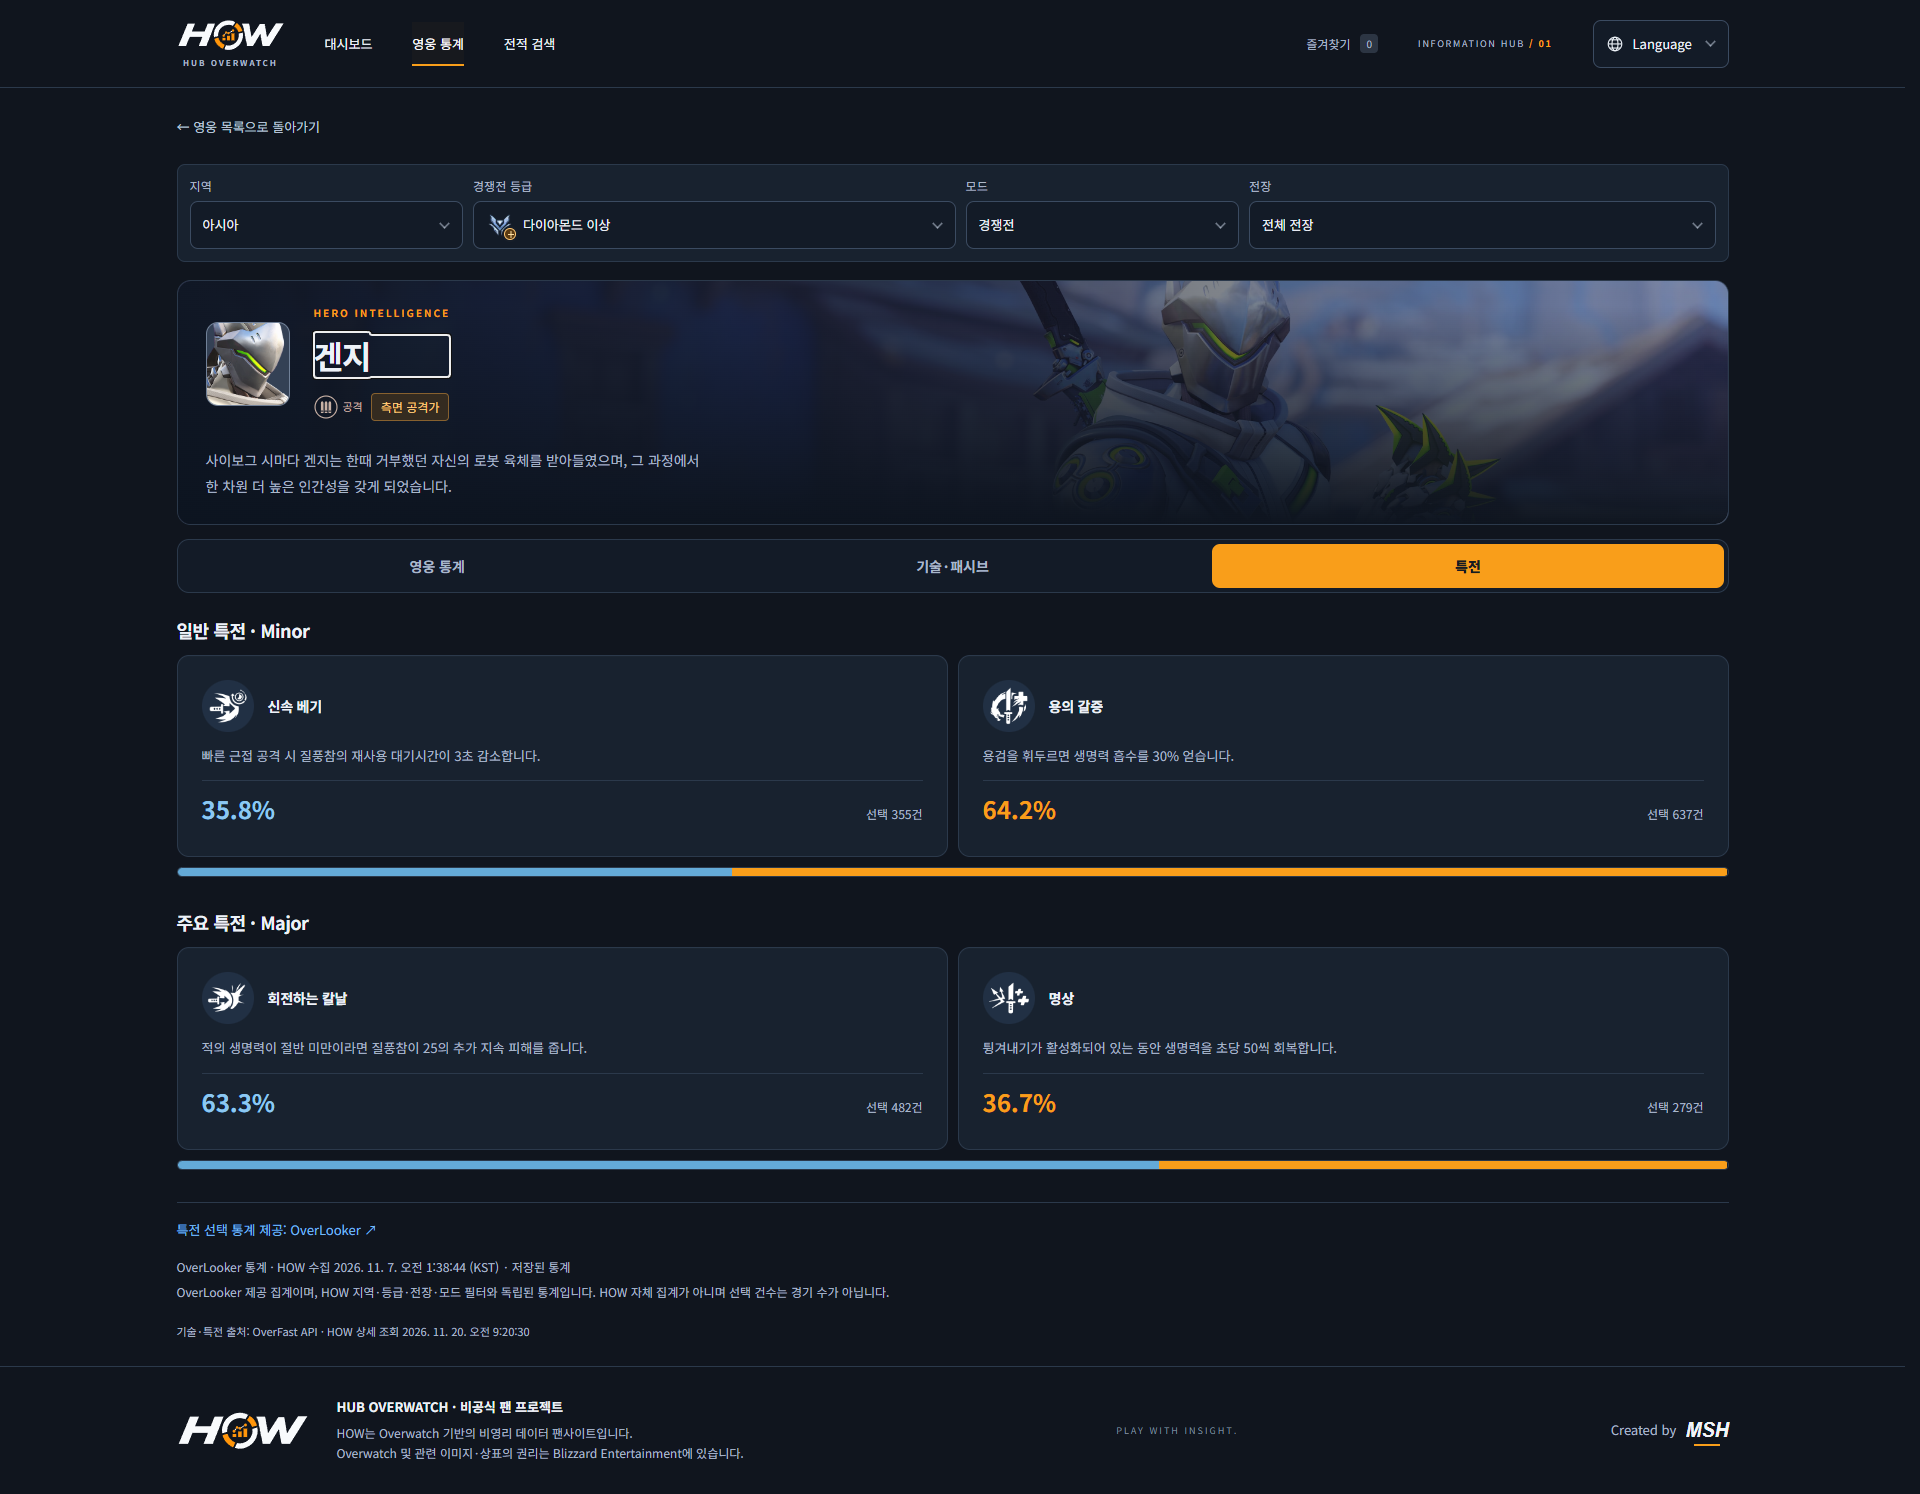 HOW
HUB OVERWATCH
대시보드
영웅 통계
전적 검색
즐겨찾기 0
INFORMATION HUB / 01
Language
← 영웅 목록으로 돌아가기
지역
경쟁전 등급
모드
전장
아시아
다이아몬드 이상
경쟁전
전체 전장
HERO INTELLIGENCE
겐지
공격
측면 공격가
사이보그 시마다 겐지는 한때 거부했던 자신의 로봇 육체를 받아들였으며, 그 과정에서
한 차원 더 높은 인간성을 갖게 되었습니다.
영웅 통계
기술·패시브
특전
일반 특전 · Minor
신속 베기
빠른 근접 공격 시 질풍참의 재사용 대기시간이 3초 감소합니다.
35.8%
선택 355건
용의 갈증
용검을 휘두르면 생명력 흡수를 30% 얻습니다.
64.2%
선택 637건
주요 특전 · Major
회전하는 칼날
적의 생명력이 절반 미만이라면 질풍참이 25의 추가 지속 피해를 줍니다.
63.3%
선택 482건
명상
튕겨내기가 활성화되어 있는 동안 생명력을 초당 50씩 회복합니다.
36.7%
선택 279건
특전 선택 통계 제공: OverLooker ↗
OverLooker 통계 · HOW 수집 2026. 11. 7. 오전 1:38:44 (KST) · 저장된 통계
OverLooker 제공 집계이며, HOW 지역·등급·전장·모드 필터와 독립된 통계입니다. HOW 자체 집계가 아니며 선택 건수는 경기 수가 아닙니다.
기술·특전 출처: OverFast API · HOW 상세 조회 2026. 11. 20. 오전 9:20:30
HOW
HUB OVERWATCH · 비공식 팬 프로젝트
HOW는 Overwatch 기반의 비영리 데이터 팬사이트입니다.
Overwatch 및 관련 이미지·상표의 권리는 Blizzard Entertainment에 있습니다.
PLAY WITH INSIGHT.
Created by MSH